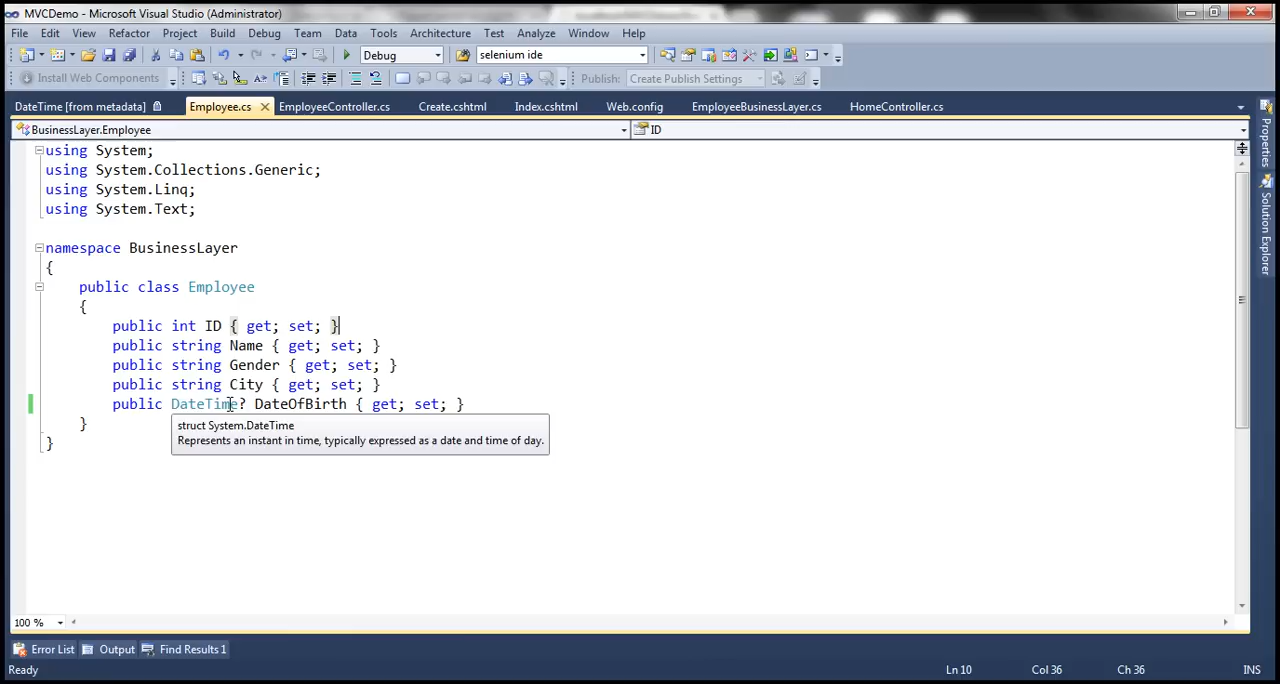 MVCDemo - Microsoft Visual Studio (Administrator)
File Edit View Refactor Project Build Debug Team Data Tools Architecture Test Analyze Window Help
Debug selenium ide
Install Web Components Publish: Create Publish Settings
DateTime [from metadata] Employee.cs EmployeeController.cs Create.cshtml Index.cshtml Web.config EmployeeBusinessLayer.cs HomeController.cs
BusinessLayer.Employee ID
using System;
using System.Collections.Generic;
using System.Linq;
using System.Text;
namespace BusinessLayer
{
public class Employee
{
public int ID { get; set; }
public string Name { get; set; }
public string Gender { get; set; }
public string City { get; set; }
public DateTime? DateOfBirth { get; set; }
}
}
struct System.DateTime
Represents an instant in time, typically expressed as a date and time of day.
Properties
Solution Explorer
100 %
Error List Output Find Results 1
Ready Ln 10 Col 36 Ch 36 INS